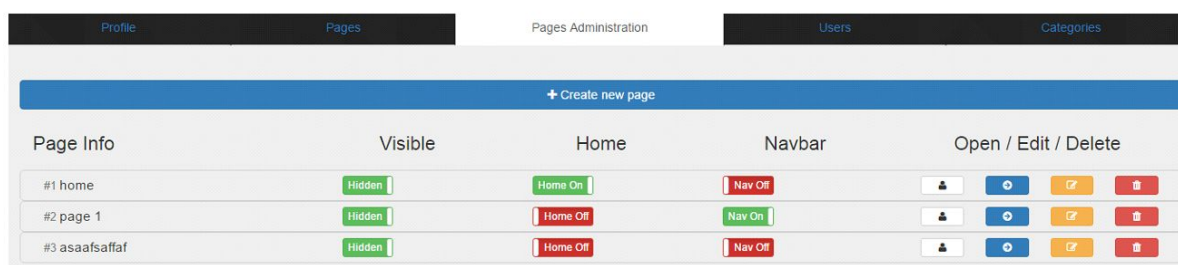 Profile Pages Pages Administration Users Categories
+ Create new page
Page Info Visible Home Navbar Open / Edit / Delete
#1 home Hidden Home On Nav Off
#2 page 1 Hidden Home Off Nav On
#3 asaafsaffaf Hidden Home Off Nav Off